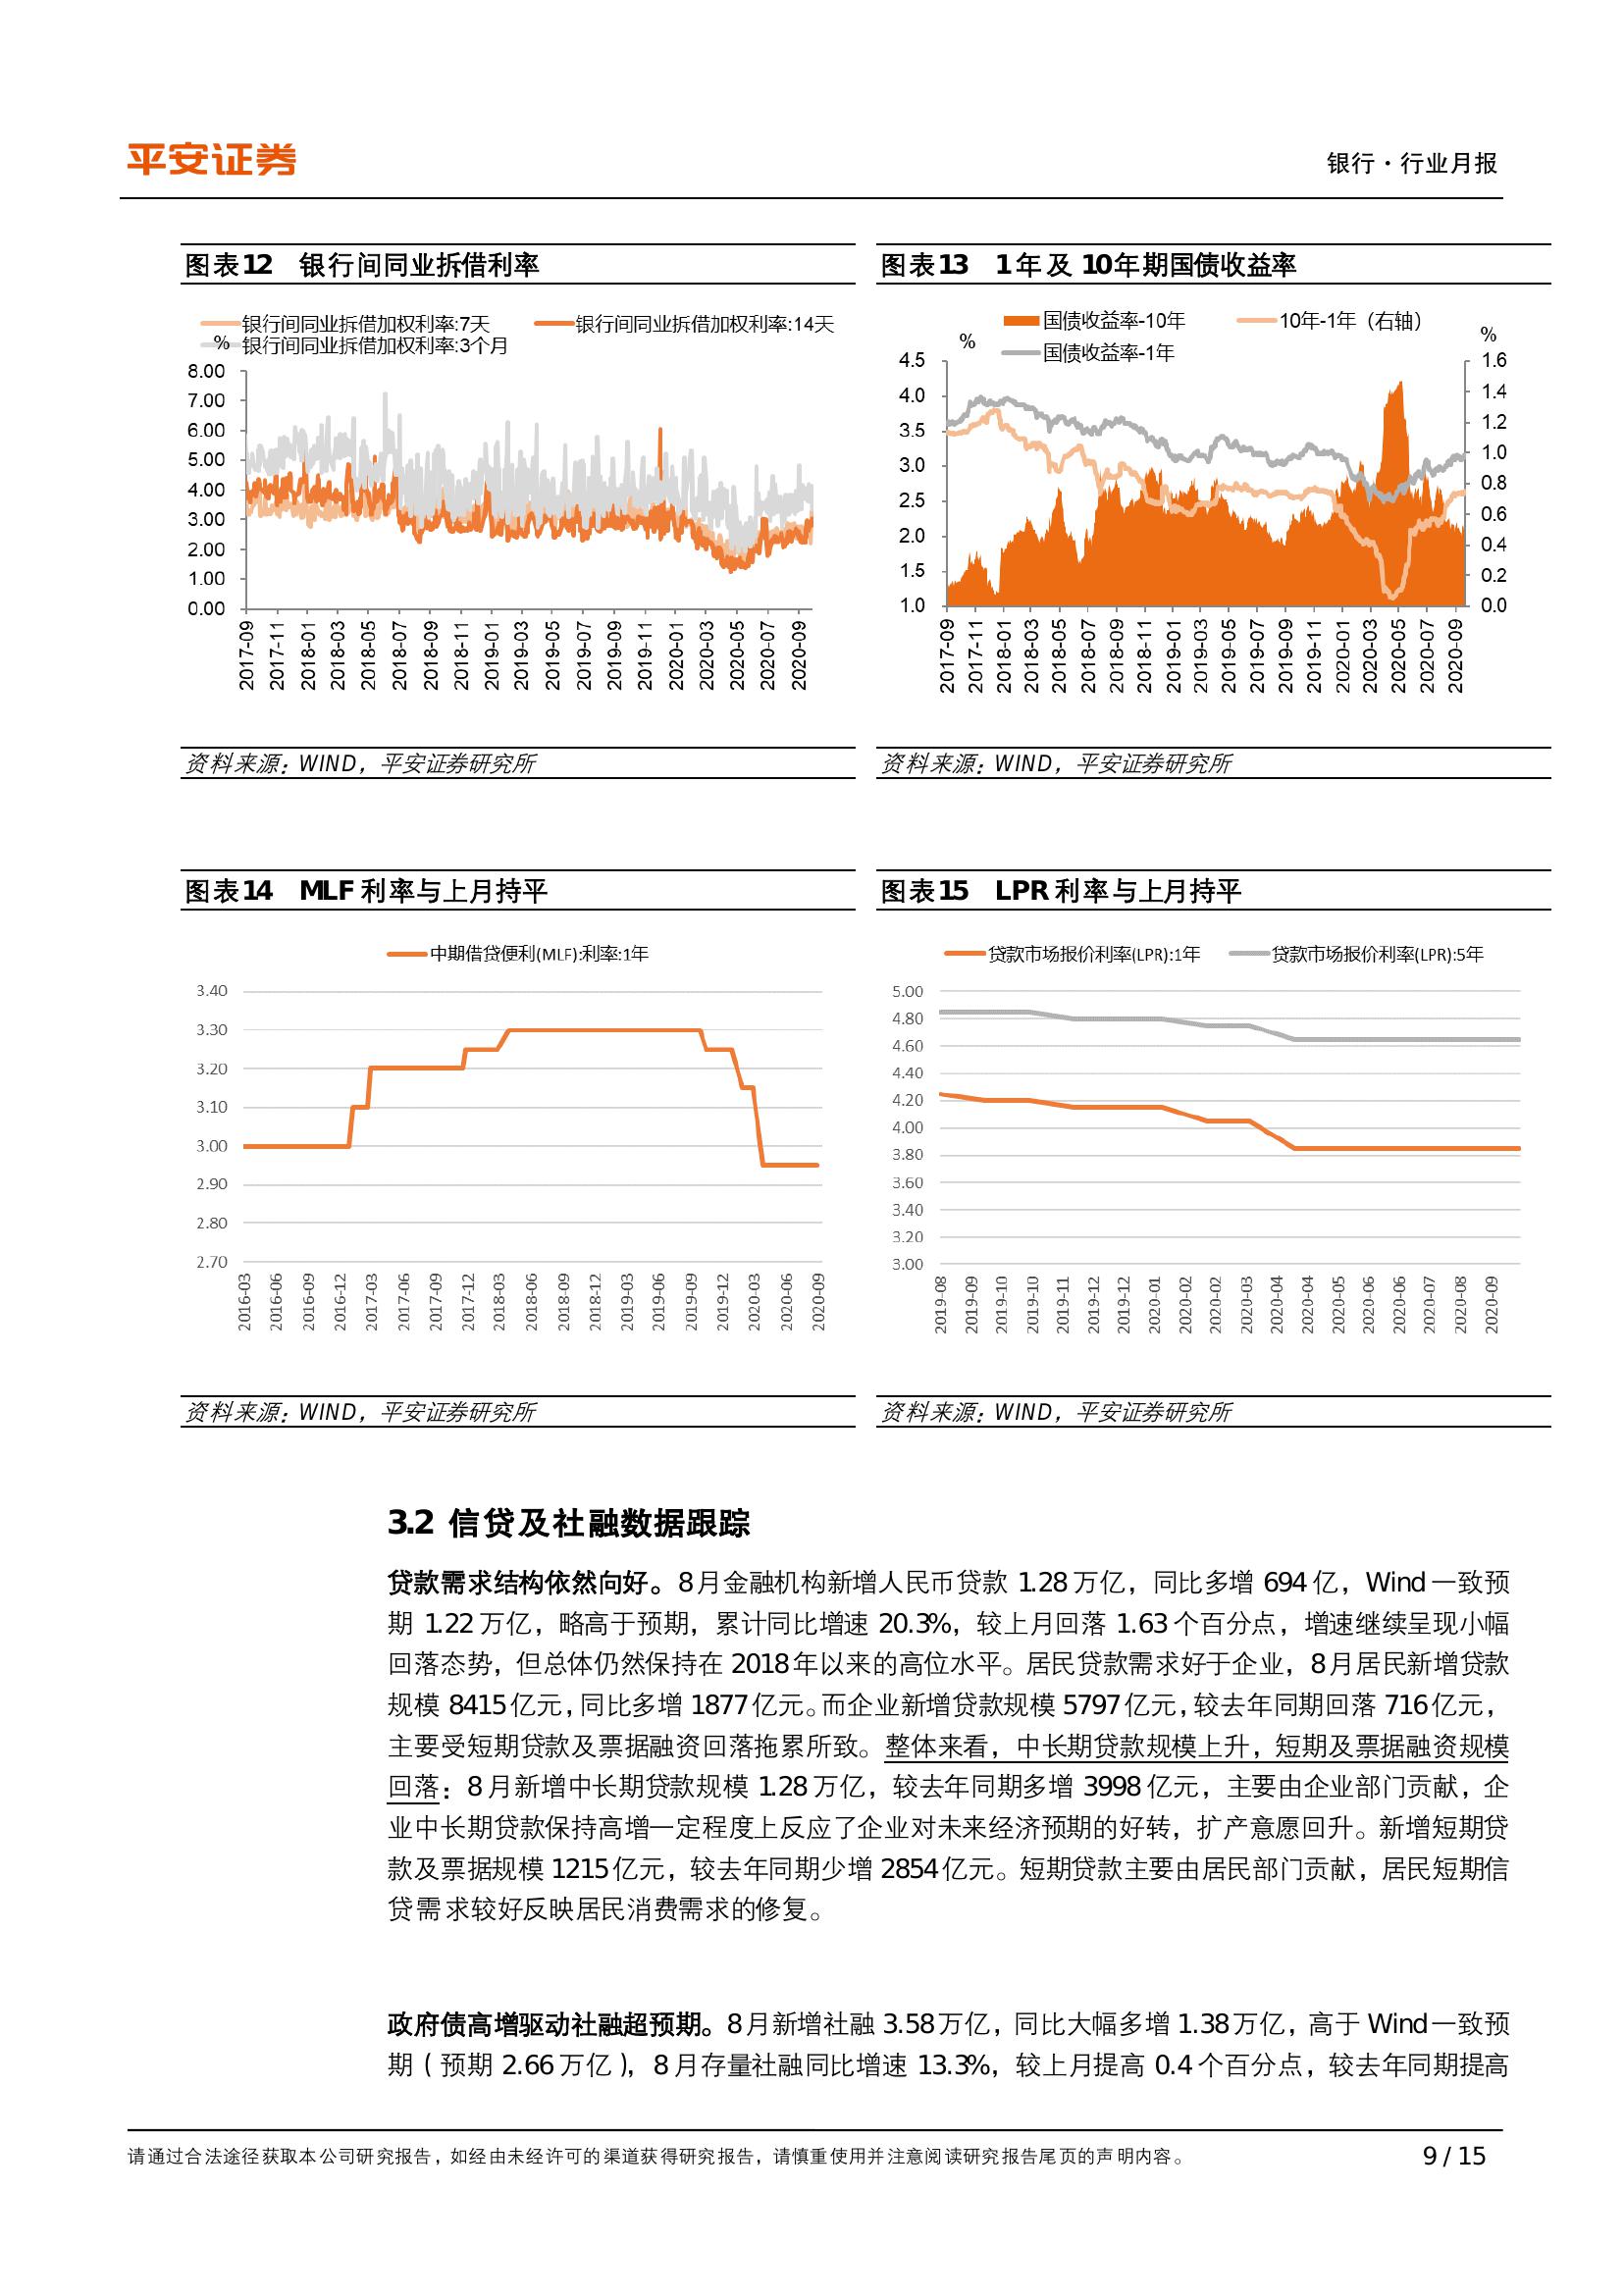 平安证券
银行·行业月报
图表12 银行间同业拆借利率
银行间同业拆借加权利率:7天 银行间同业拆借加权利率:14天
% 银行间同业拆借加权利率:3个月
8.00
7.00
6.00
5.00
4.00
3.00
2.00
1.00
0.00
2017-09 2017-11 2018-01 2018-03 2018-05 2018-07 2018-09 2018-11 2019-01 2019-03 2019-05 2019-07 2019-09 2019-11 2020-01 2020-03 2020-05 2020-07 2020-09
资料来源:WIND,平安证券研究所
图表13 1年及10年期国债收益率
国债收益率-10年 10年-1年(右轴)
国债收益率-1年
% %
4.5
4.0
3.5
3.0
2.5
2.0
1.5
1.0
1.6
1.4
1.2
1.0
0.8
0.6
0.4
0.2
0.0
2017-09 2017-11 2018-01 2018-03 2018-05 2018-07 2018-09 2018-11 2019-01 2019-03 2019-05 2019-07 2019-09 2019-11 2020-01 2020-03 2020-05 2020-07 2020-09
资料来源:WIND,平安证券研究所
图表14 MLF利率与上月持平
中期借贷便利(MLF):利率:1年
3.40
3.30
3.20
3.10
3.00
2.90
2.80
2.70
2016-03 2016-06 2016-09 2016-12 2017-03 2017-06 2017-09 2017-12 2018-03 2018-06 2018-09 2018-12 2019-03 2019-06 2019-09 2019-12 2020-03 2020-06 2020-09
资料来源:WIND,平安证券研究所
图表15 LPR利率与上月持平
贷款市场报价利率(LPR):1年 贷款市场报价利率(LPR):5年
5.00
4.80
4.60
4.40
4.20
4.00
3.80
3.60
3.40
3.20
3.00
2019-08 2019-09 2019-10 2019-10 2019-11 2019-12 2019-12 2020-01 2020-02 2020-02 2020-03 2020-04 2020-04 2020-05 2020-06 2020-06 2020-07 2020-08 2020-09
资料来源:WIND,平安证券研究所
3.2 信贷及社融数据跟踪
贷款需求结构依然向好。8月金融机构新增人民币贷款 1.28万亿,同比多增 694亿,Wind一致预
期 1.22万亿,略高于预期,累计同比增速 20.3%,较上月回落 1.63个百分点,增速继续呈现小幅
回落态势,但总体仍然保持在 2018年以来的高位水平。居民贷款需求好于企业,8月居民新增贷款
规模 8415亿元,同比多增 1877亿元。而企业新增贷款规模 5797亿元,较去年同期回落 716亿元,
主要受短期贷款及票据融资回落拖累所致。整体来看,中长期贷款规模上升,短期及票据融资规模
回落:8月新增中长期贷款规模 1.28万亿,较去年同期多增 3998亿元,主要由企业部门贡献,企
业中长期贷款保持高增一定程度上反应了企业对未来经济预期的好转,扩产意愿回升。新增短期贷
款及票据规模 1215亿元,较去年同期少增 2854亿元。短期贷款主要由居民部门贡献,居民短期信
贷需求较好反映居民消费需求的修复。
政府债高增驱动社融超预期。8月新增社融 3.58万亿,同比大幅多增 1.38万亿,高于 Wind一致预
期(预期 2.66万亿),8月存量社融同比增速 13.3%,较上月提高 0.4个百分点,较去年同期提高
请通过合法途径获取本公司研究报告,如经由未经许可的渠道获得研究报告,请慎重使用并注意阅读研究报告尾页的声明内容。 9 / 15